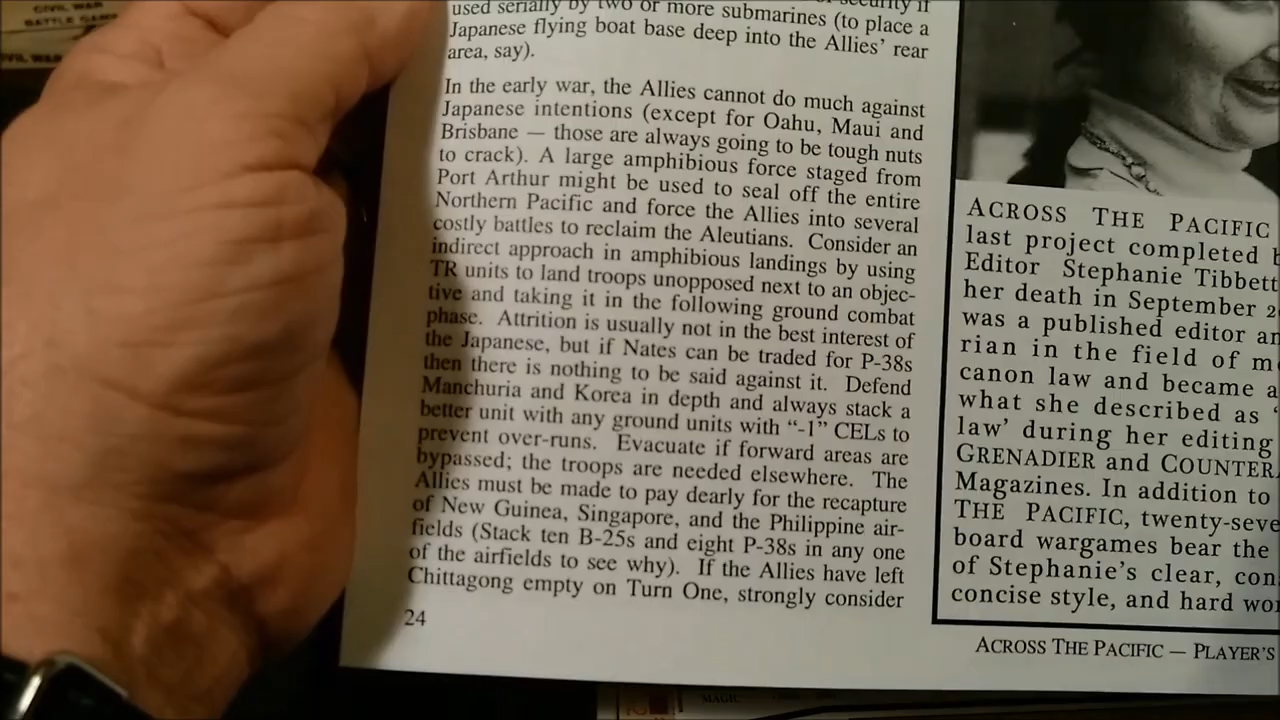 CIVIL WAR
BATTLE GAM
used serially by two or more submarines (to place a
Japanese flying boat base deep into the Allies' rear
area, say).
In the early war, the Allies cannot do much against
Japanese intentions (except for Oahu, Maui and
Brisbane — those are always going to be tough nuts
to crack). A large amphibious force staged from
Port Arthur might be used to seal off the entire
Northern Pacific and force the Allies into several
costly battles to reclaim the Aleutians. Consider an
indirect approach in amphibious landings by using
TR units to land troops unopposed next to an objec-
tive and taking it in the following ground combat
phase. Attrition is usually not in the best interest of
the Japanese, but if Nates can be traded for P-38s
then there is nothing to be said against it. Defend
Manchuria and Korea in depth and always stack a
better unit with any ground units with “-1” CELs to
prevent over-runs. Evacuate if forward areas are
bypassed; the troops are needed elsewhere. The
Allies must be made to pay dearly for the recapture
of New Guinea, Singapore, and the Philippine air-
fields (Stack ten B-25s and eight P-38s in any one
of the airfields to see why). If the Allies have left
Chittagong empty on Turn One, strongly consider
24
ACROSS THE PACIFIC
last project completed b
Editor Stephanie Tibbett
her death in September 2
was a published editor an
rian in the field of m
canon law and became a
what she described as ‘
law’ during her editing
GRENADIER and COUNTER
Magazines. In addition to
THE PACIFIC, twenty-seve
board wargames bear the
of Stephanie's clear, con
concise style, and hard wo
ACROSS THE PACIFIC — PLAYER'S
MAGIC